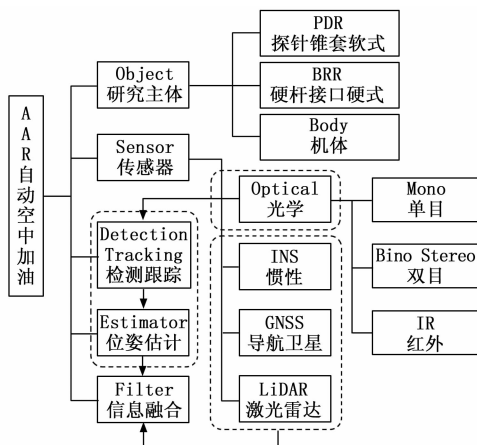 A
A
R
自
动
空
中
加
油
Object
研究主体
Sensor
传感器
Detection
Tracking
检测跟踪
Estimator
位姿估计
Filter
信息融合
PDR
探针锥套软式
BRR
硬杆接口硬式
Body
机体
Optical
光学
INS
惯性
GNSS
导航卫星
LiDAR
激光雷达
Mono
单目
Bino Stereo
双目
IR
红外